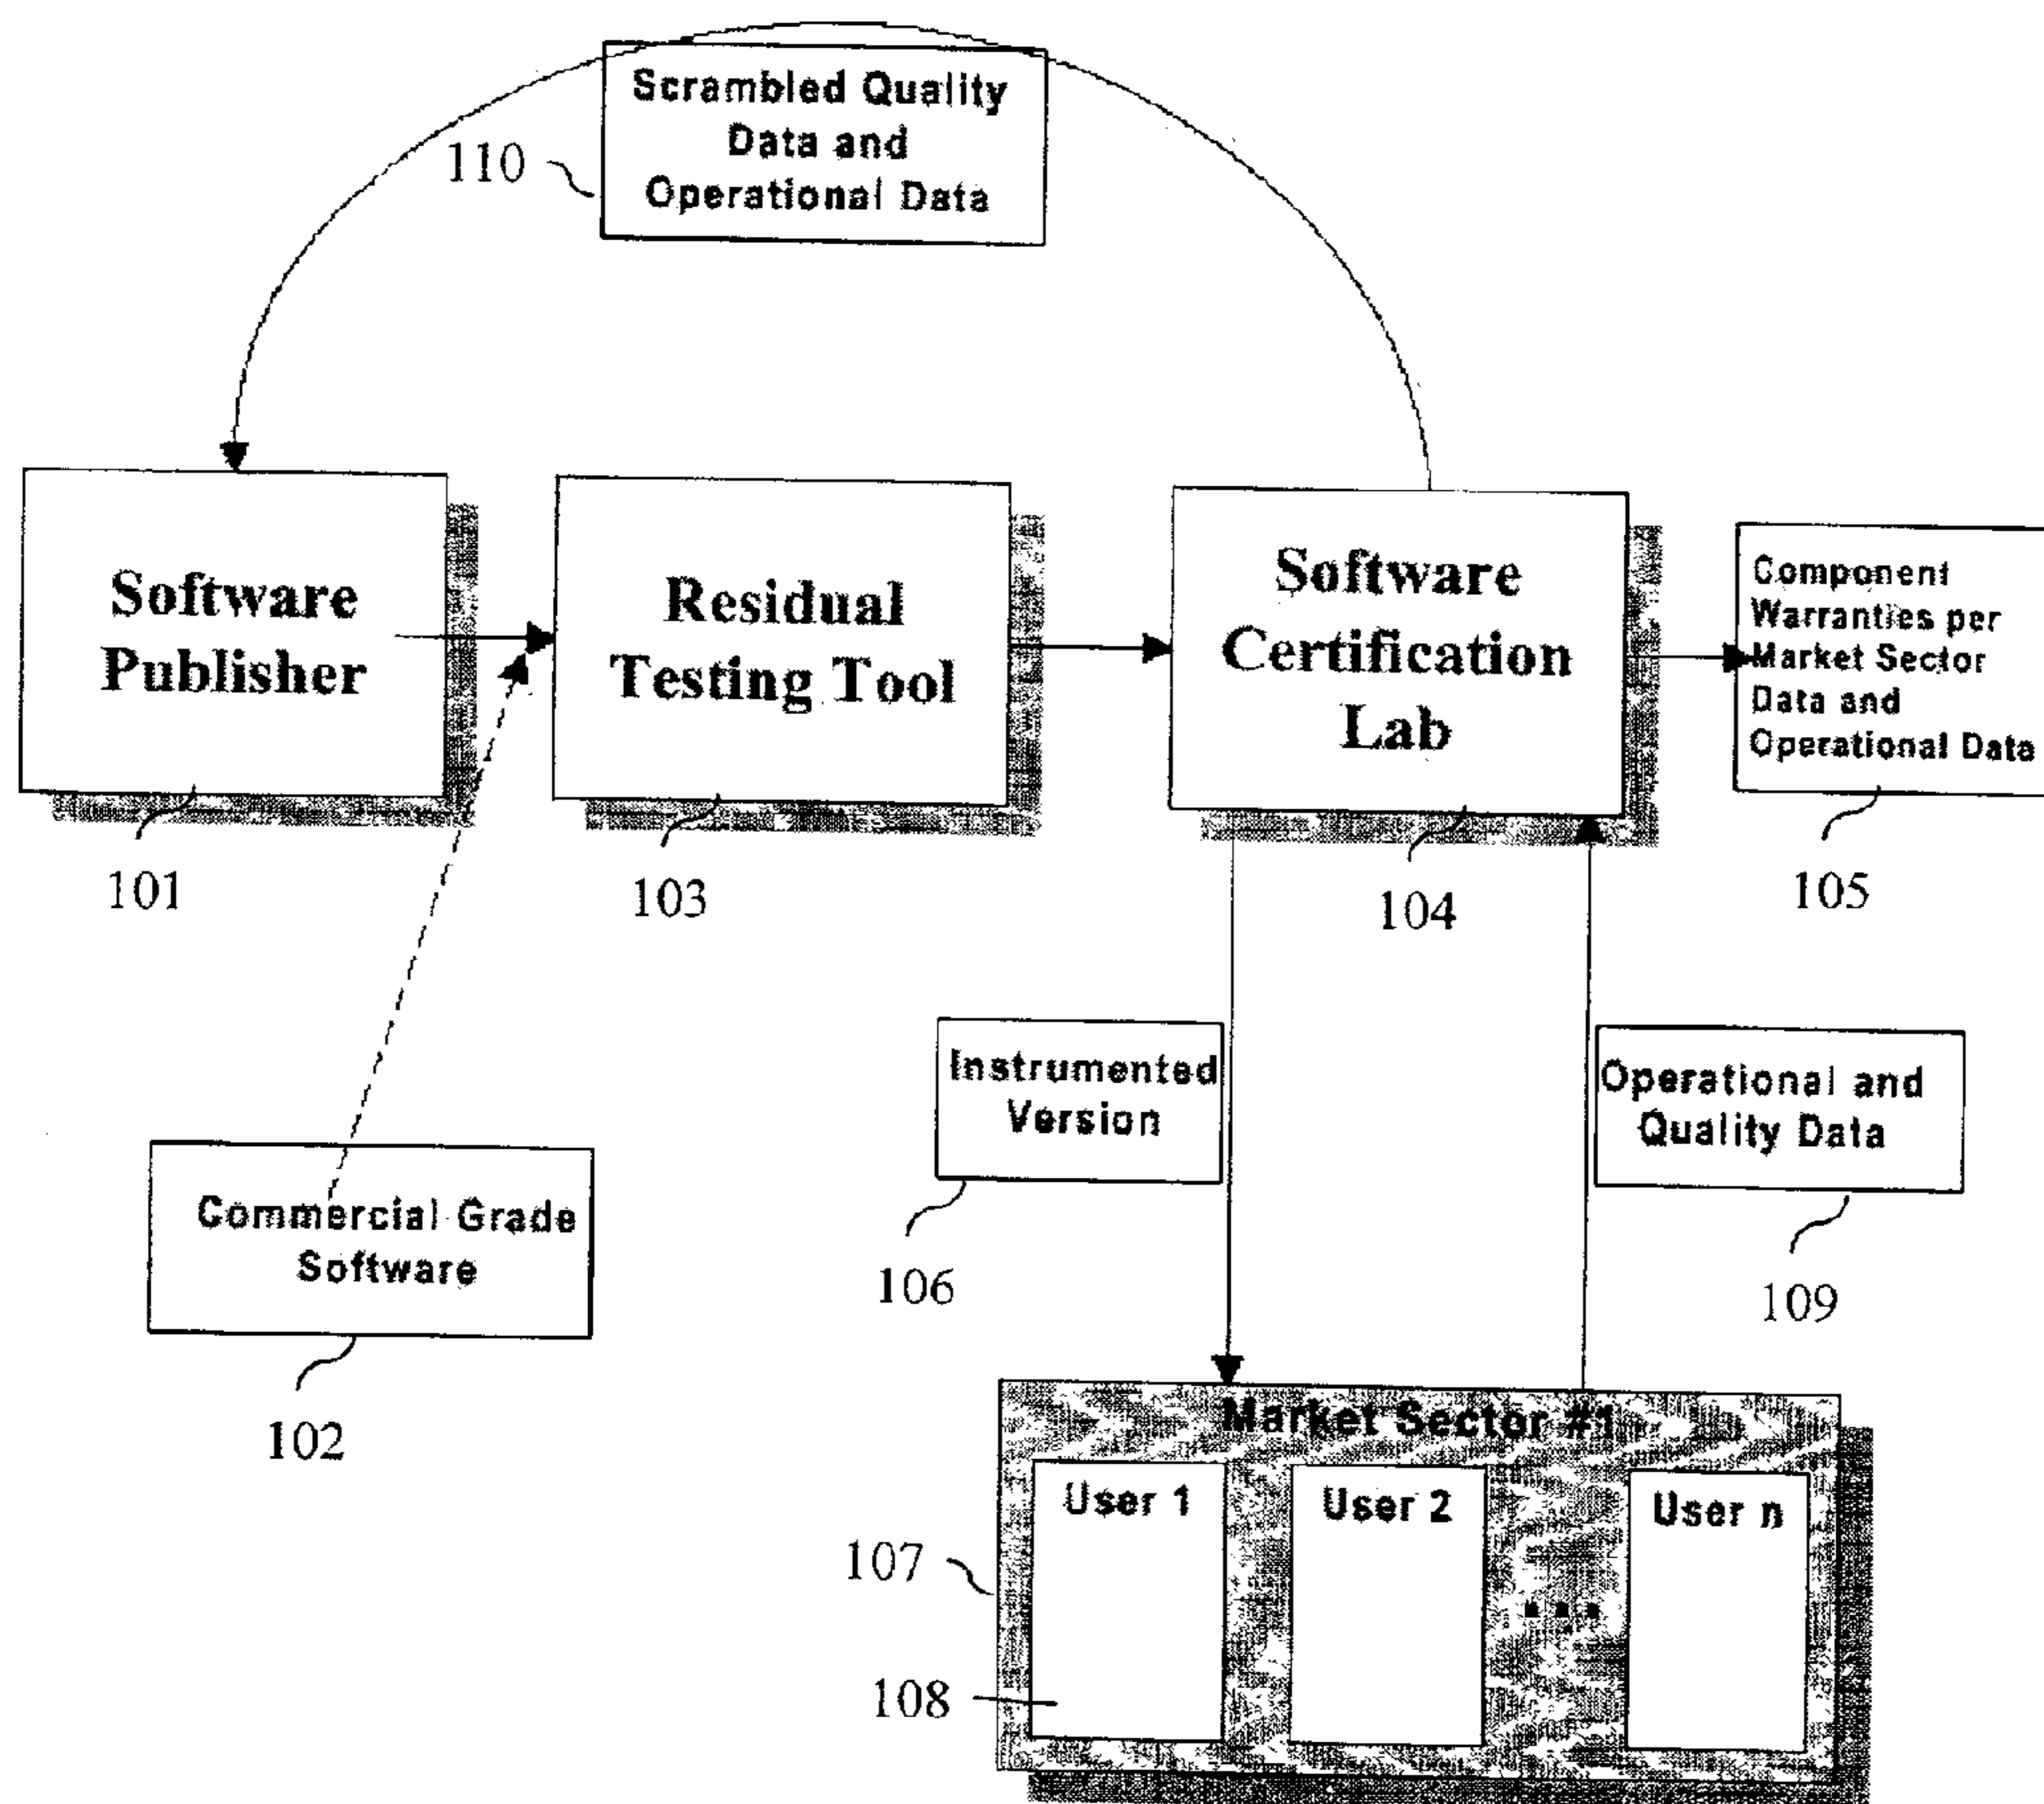 Scrambled Quality
Data and
Operational Data
110
Software
Publisher
101
Residual
Testing Tool
103
Software
Certification
Lab
104
Component
Warranties per
Market Sector
Data and
Operational Data
105
Commercial Grade
Software
102
Instrumented
Version
106
Operational and
Quality Data
109
Market Sector #1
User 1
User 2
...
User n
107
108